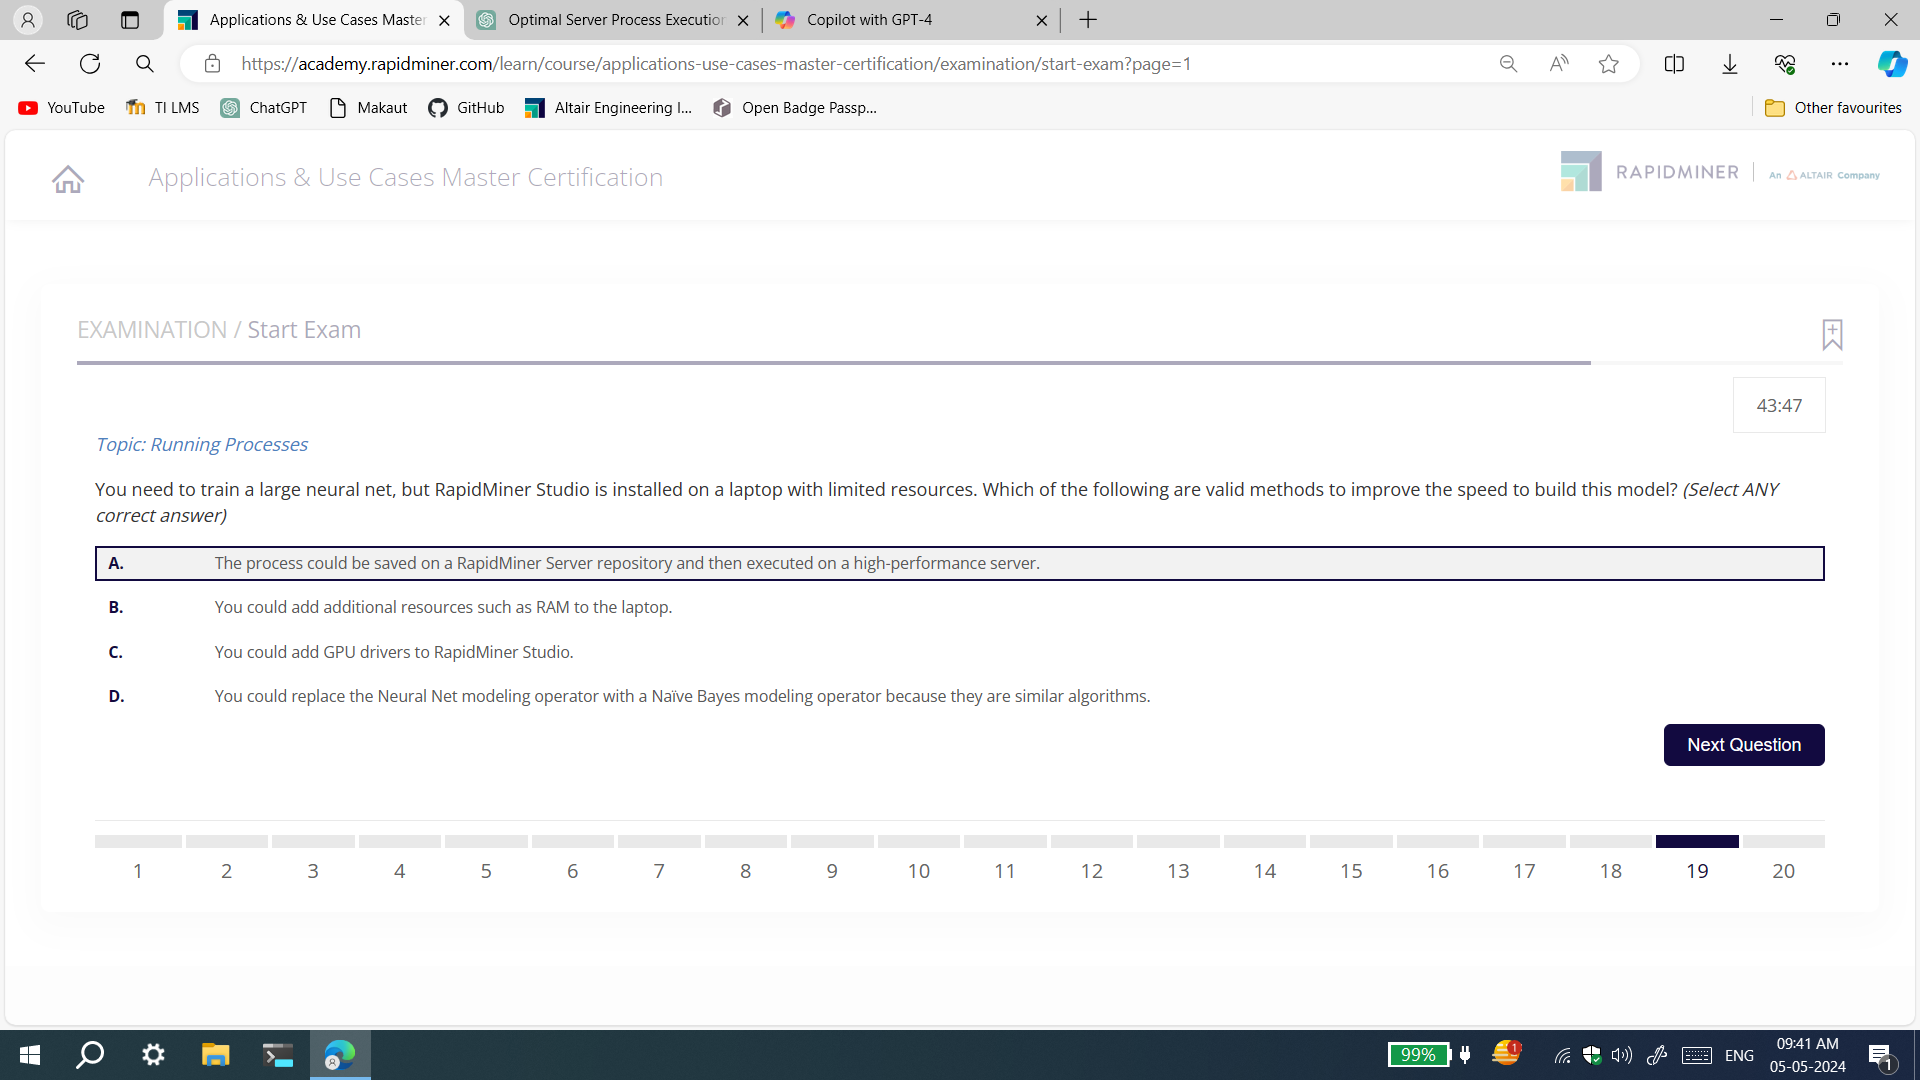 Applications & Use Cases Master
Optimal Server Process Execution
Copilot with GPT-4
https://academy.rapidminer.com/learn/course/applications-use-cases-master-certification/examination/start-exam?page=1
YouTube
TI LMS
ChatGPT
Makaut
GitHub
Altair Engineering I...
Open Badge Passp...
Other favourites
Applications & Use Cases Master Certification
RAPIDMINER
An ALTAIR Company
EXAMINATION / Start Exam
43:47
Topic: Running Processes
You need to train a large neural net, but RapidMiner Studio is installed on a laptop with limited resources. Which of the following are valid methods to improve the speed to build this model? (Select ANY
correct answer)
A. The process could be saved on a RapidMiner Server repository and then executed on a high-performance server.
B. You could add additional resources such as RAM to the laptop.
C. You could add GPU drivers to RapidMiner Studio.
D. You could replace the Neural Net modeling operator with a Naïve Bayes modeling operator because they are similar algorithms.
Next Question
1 2 3 4 5 6 7 8 9 10 11 12 13 14 15 16 17 18 19 20
99%
1
ENG
09:41 AM
05-05-2024
1